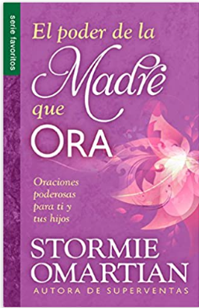 serie favoritos
El poder de la
Madre
que
ORA
Oraciones
poderosas
para ti y
tus hijos
STORMIE
OMARTIAN
AUTORA DE SUPERVENTAS